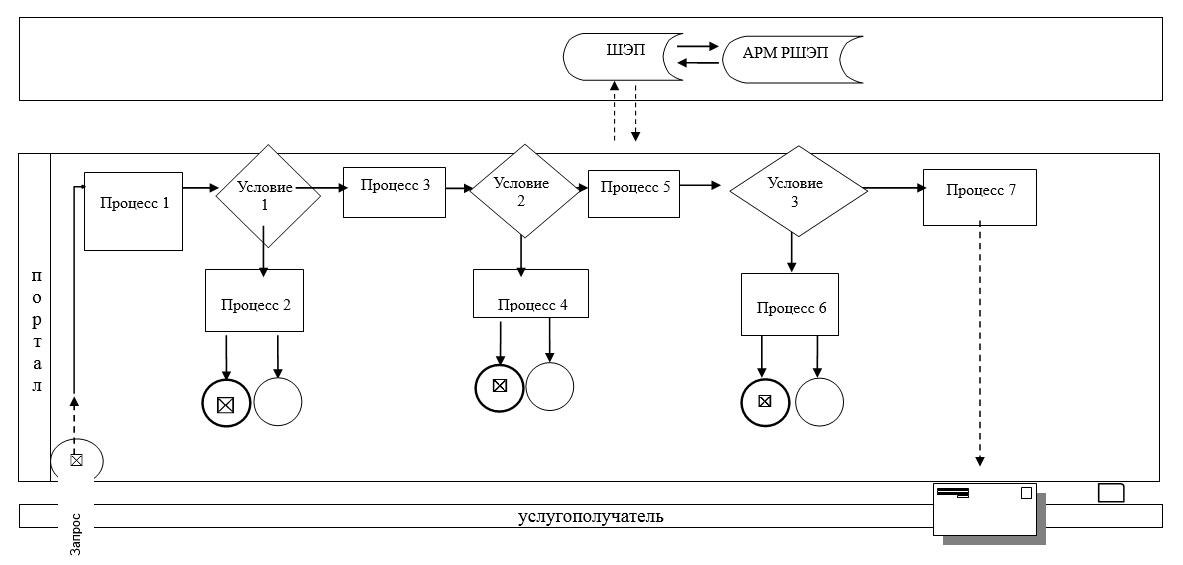 ШЭП
АРМ РШЭП
Процесс 1
Условие
1
Процесс 3
Условие
2
Процесс 5
Условие
3
Процесс 7
портал
Процесс 2
Процесс 4
Процесс 6
Запрос
услугополучатель